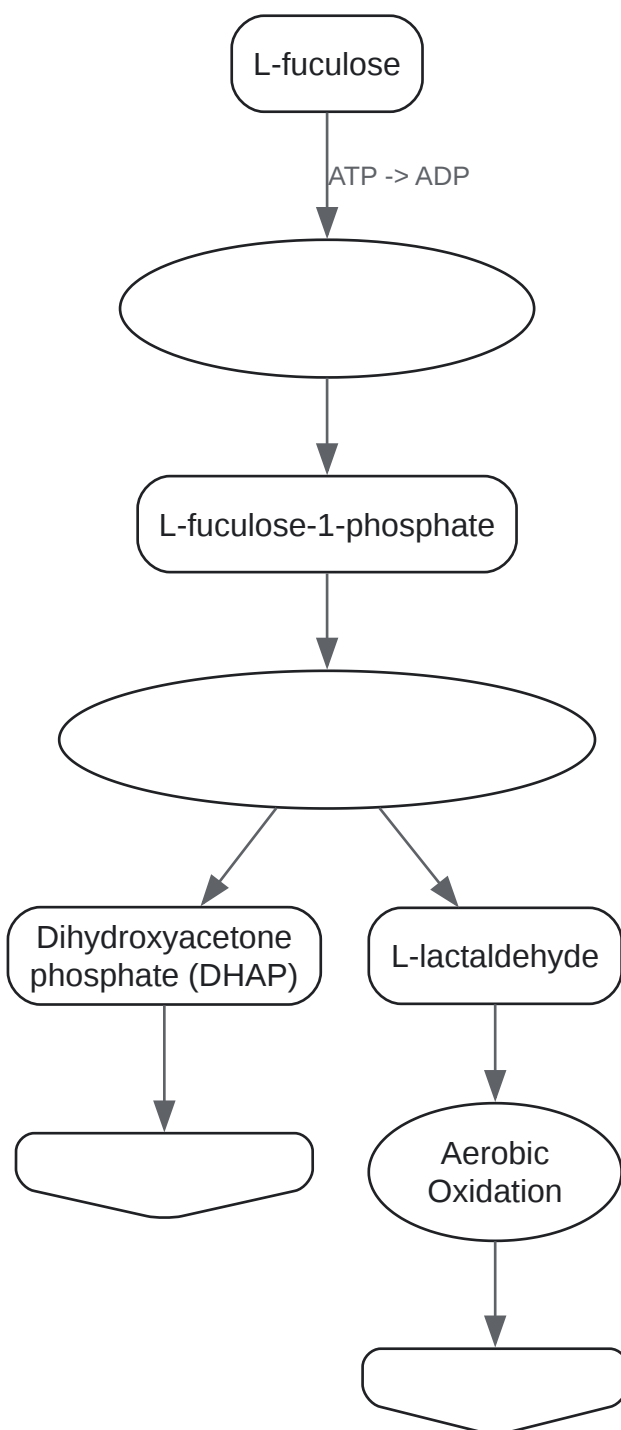 L-fuculose
ATP -> ADP
L-fuculose-1-phosphate
Dihydroxyacetone
phosphate (DHAP)
L-lactaldehyde
Aerobic
Oxidation